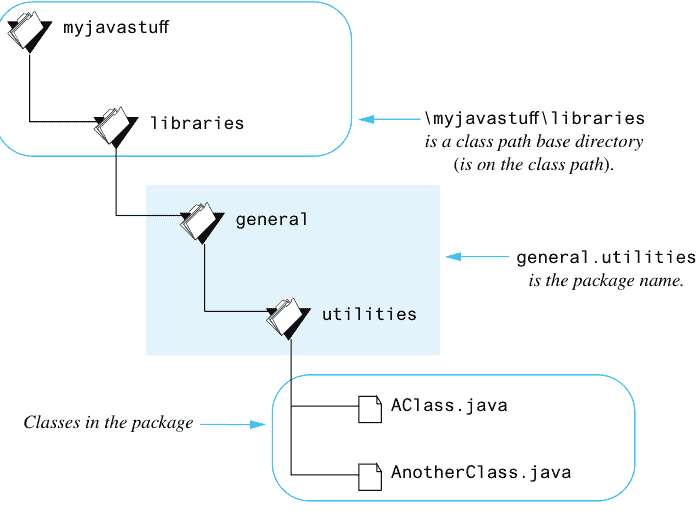 myjavastuff
libraries
\myjavastuff\libraries
is a class path base directory
(is on the class path).
general
general.utilities
is the package name.
utilities
AClass.java
Classes in the package
AnotherClass.java